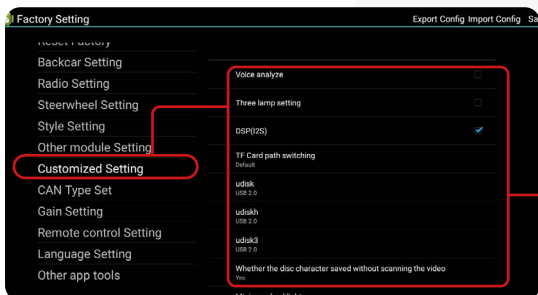 Factory Setting
Export Config Import Config Sa
Reset Factory
Backcar Setting
Radio Setting
Steerwheel Setting
Style Setting
Other module Setting
Customized Setting
CAN Type Set
Gain Setting
Remote control Setting
Language Setting
Other app tools
Voice analyze
Three lamp setting
DSP(I2S)
TF Card path switching
Default
udisk
USB 2.0
udiskh
USB 2.0
udisk3
USB 2.0
Whether the disc character saved without scanning the video
Yes